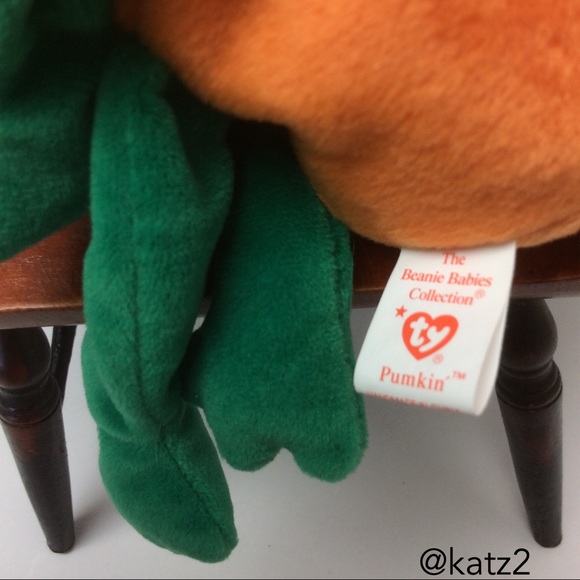 The
Beanie Babies
Collection®
ty
®
Pumkin'™
@katz2